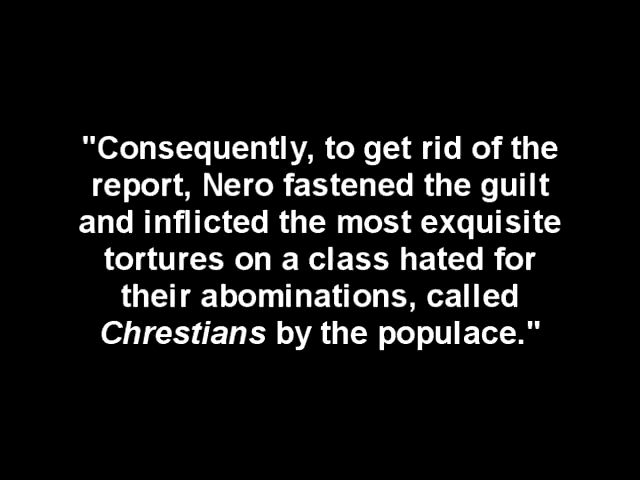 "Consequently, to get rid of the
report, Nero fastened the guilt
and inflicted the most exquisite
tortures on a class hated for
their abominations, called
Chrestians by the populace."